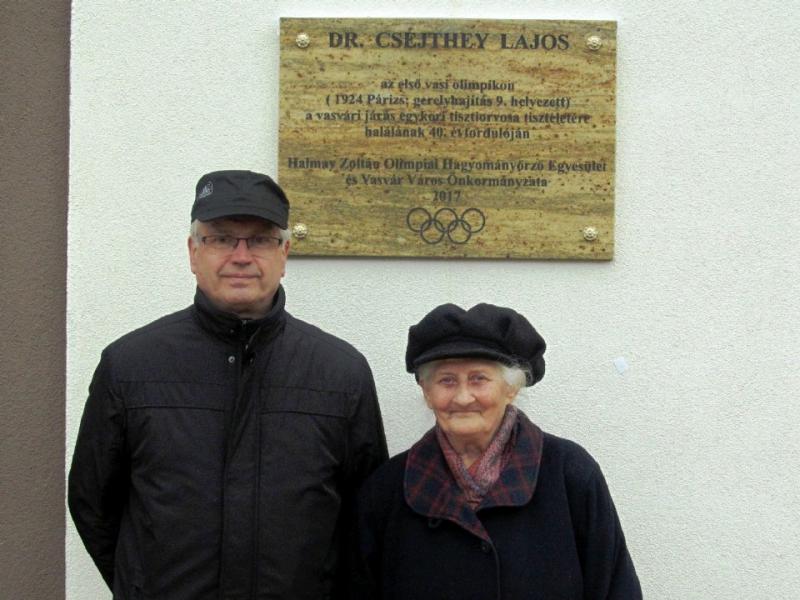 DR. CSEJTHEY LAJOS
az első vasi olimpikon
( 1924 Párizs: gerelyhajítás 9. helyezett)
a vasvári járás egykori tisztiorvosa tiszteletére
halálának 40. évfordulóján
Halmay Zoltán Olimpiai Hagyományőrző Egyesület
és Vasvár Város Önkormányzata
2017